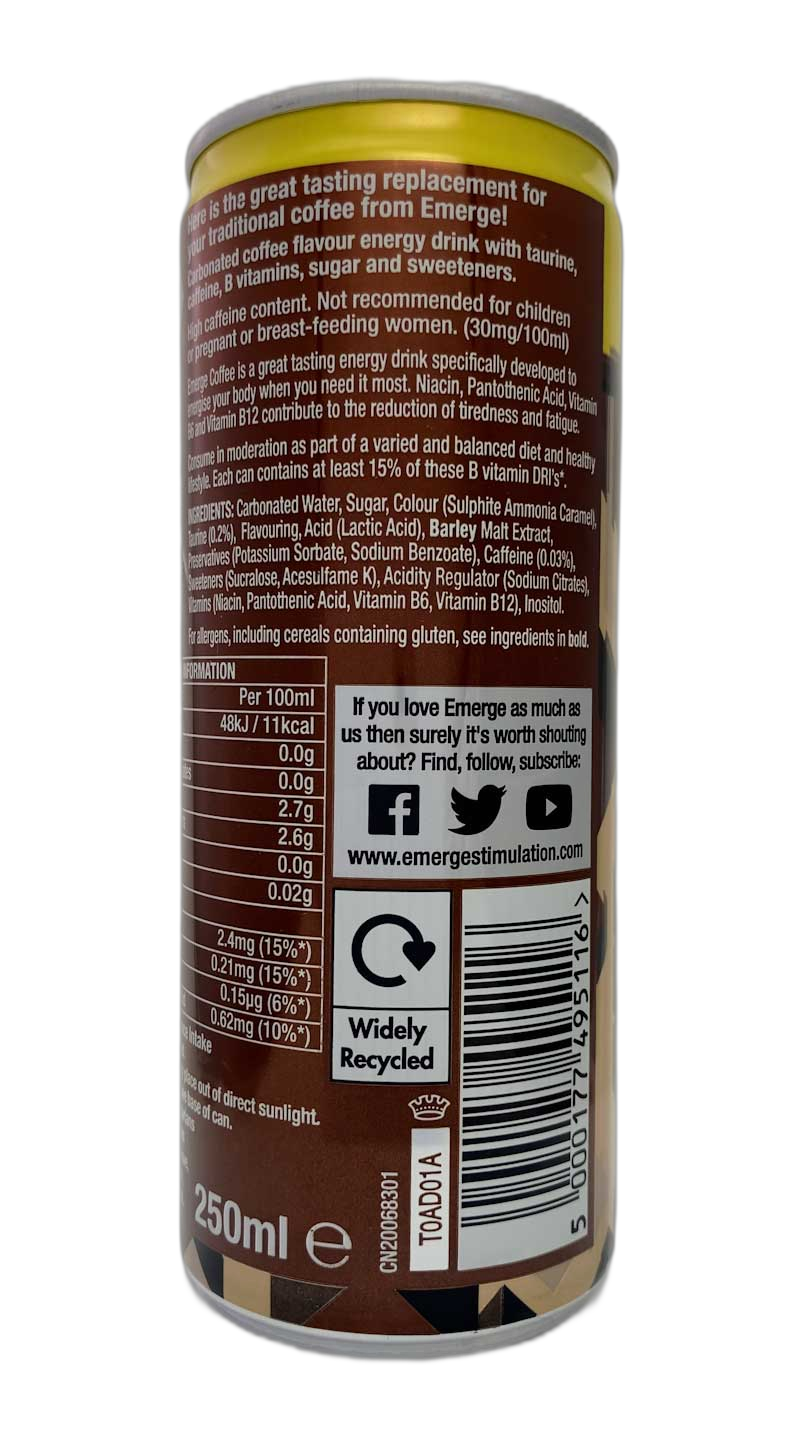 Here is the great tasting replacement for
your traditional coffee from Emerge!
Carbonated coffee flavour energy drink with taurine,
caffeine, B vitamins, sugar and sweeteners.
High caffeine content. Not recommended for children
or pregnant or breast-feeding women. (30mg/100ml)
Emerge Coffee is a great tasting energy drink specifically developed to
energise your body when you need it most. Niacin, Pantothenic Acid, Vitamin
B6 and Vitamin B12 contribute to the reduction of tiredness and fatigue.
Consume in moderation as part of a varied and balanced diet and healthy
lifestyle. Each can contains at least 15% of these B vitamin DRI's*.
INGREDIENTS: Carbonated Water, Sugar, Colour (Sulphite Ammonia Caramel),
Taurine (0.2%), Flavouring, Acid (Lactic Acid), Barley Malt Extract,
Preservatives (Potassium Sorbate, Sodium Benzoate), Caffeine (0.03%),
Sweeteners (Sucralose, Acesulfame K), Acidity Regulator (Sodium Citrates),
Vitamins (Niacin, Pantothenic Acid, Vitamin B6, Vitamin B12), Inositol.
For allergens, including cereals containing gluten, see ingredients in bold.
INFORMATION
Per 100ml
48kJ / 11kcal
0.0g
0.0g
2.7g
2.6g
0.0g
0.02g
2.4mg (15%*)
0.21mg (15%*)
0.15µg (6%*)
0.62mg (10%*)
Intake
place out of direct sunlight.
base of can.
250ml e
If you love Emerge as much as
us then surely it's worth shouting
about? Find, follow, subscribe:
www.emergestimulation.com
Widely
Recycled
CN20068301
T0AD01A
5 000177 495116 >